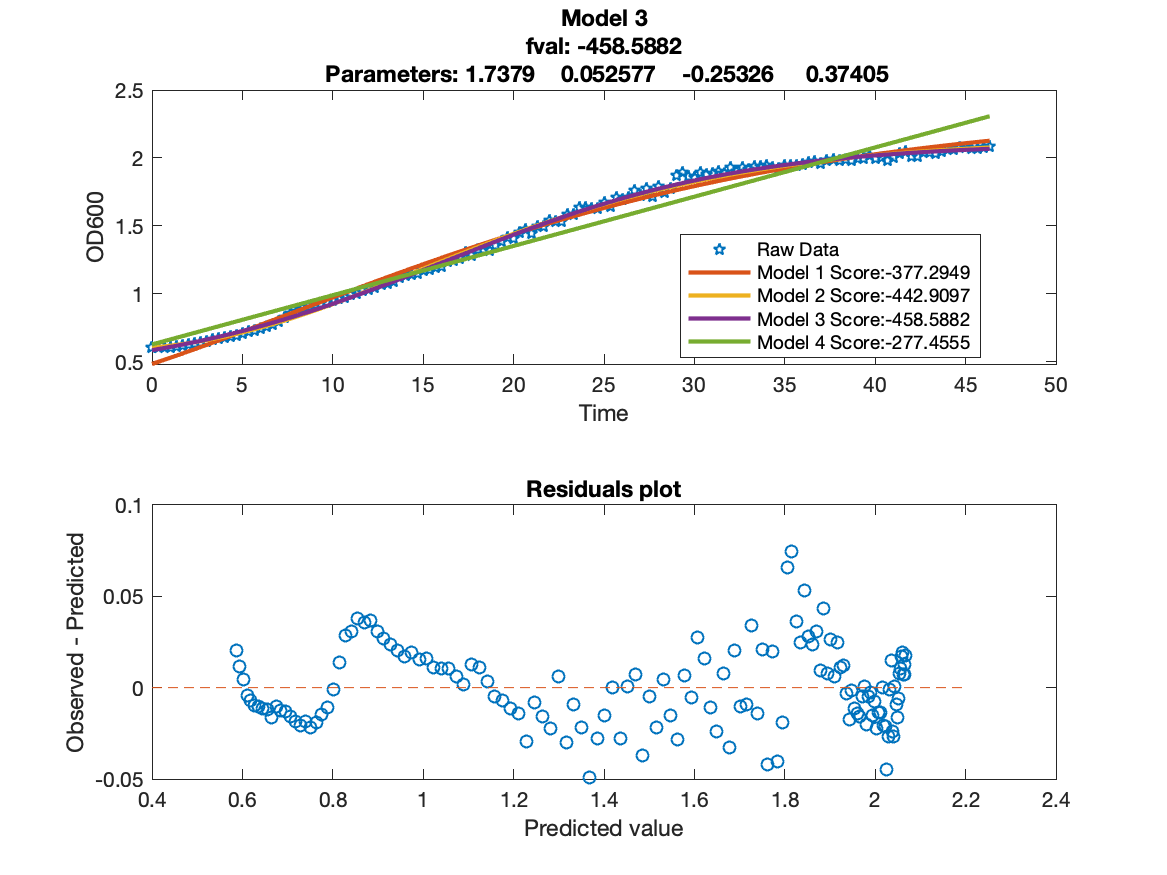 Model 3
fval: -458.5882
Parameters: 1.7379 0.052577 -0.25326 0.37405
2.5
2
1.5
1
0.5
OD600
Raw Data
Model 1 Score:-377.2949
Model 2 Score:-442.9097
Model 3 Score:-458.5882
Model 4 Score:-277.4555
0 5 10 15 20 25 30 35 40 45 50
Time
Residuals plot
0.1
0.05
0
-0.05
Observed - Predicted
0.4 0.6 0.8 1 1.2 1.4 1.6 1.8 2 2.2 2.4
Predicted value